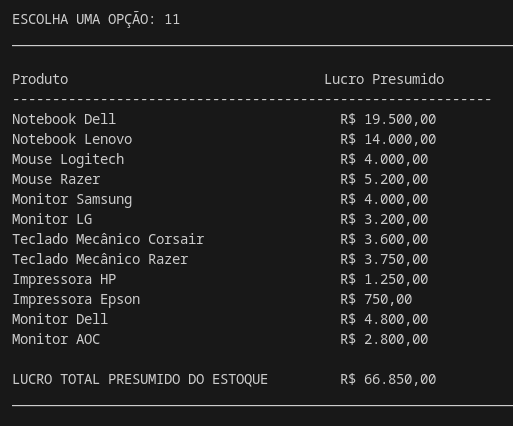 ESCOLHA UMA OPÇÃO: 11
Produto Lucro Presumido
------------------------------------------------------------
Notebook Dell R$ 19.500,00
Notebook Lenovo R$ 14.000,00
Mouse Logitech R$ 4.000,00
Mouse Razer R$ 5.200,00
Monitor Samsung R$ 4.000,00
Monitor LG R$ 3.200,00
Teclado Mecânico Corsair R$ 3.600,00
Teclado Mecânico Razer R$ 3.750,00
Impressora HP R$ 1.250,00
Impressora Epson R$ 750,00
Monitor Dell R$ 4.800,00
Monitor AOC R$ 2.800,00
LUCRO TOTAL PRESUMIDO DO ESTOQUE R$ 66.850,00